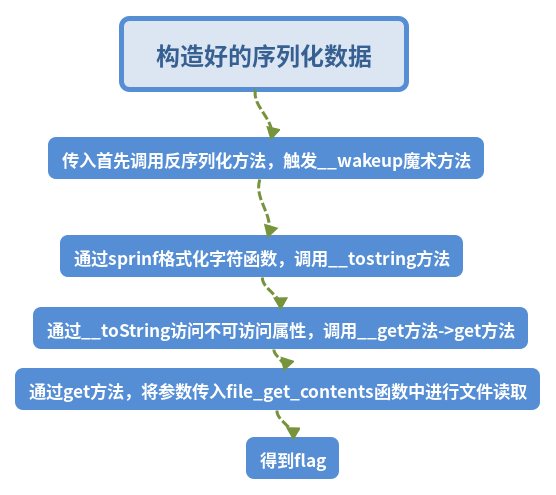 构造好的序列化数据
传入首先调用反序列化方法，触发__wakeup魔术方法
通过sprinf格式化字符函数，调用__tostring方法
通过__toString访问不可访问属性，调用__get方法->get方法
通过get方法，将参数传入file_get_contents函数中进行文件读取
得到flag